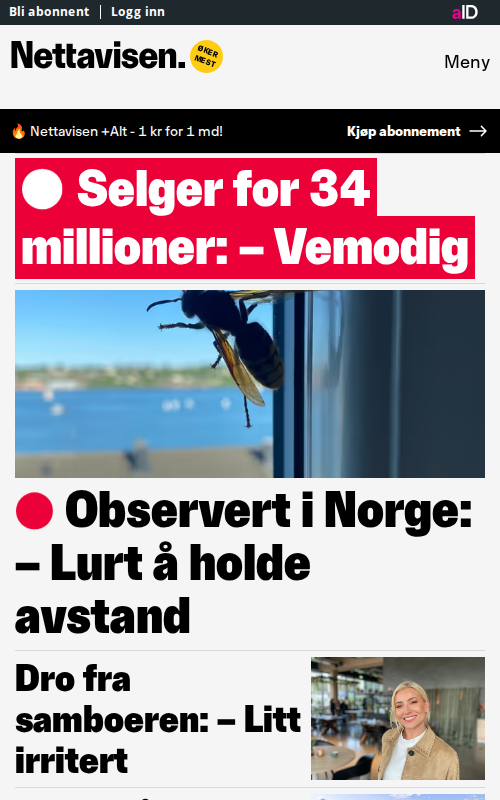 Bli abonnent | Logg inn
aID
Nettavisen.
ØKER
MEST
Meny
Nettavisen +Alt - 1 kr for 1 md!
Kjøp abonnement →
Selger for 34
millioner: – Vemodig
Observert i Norge:
– Lurt å holde
avstand
Dro fra
samboeren: – Litt
irritert